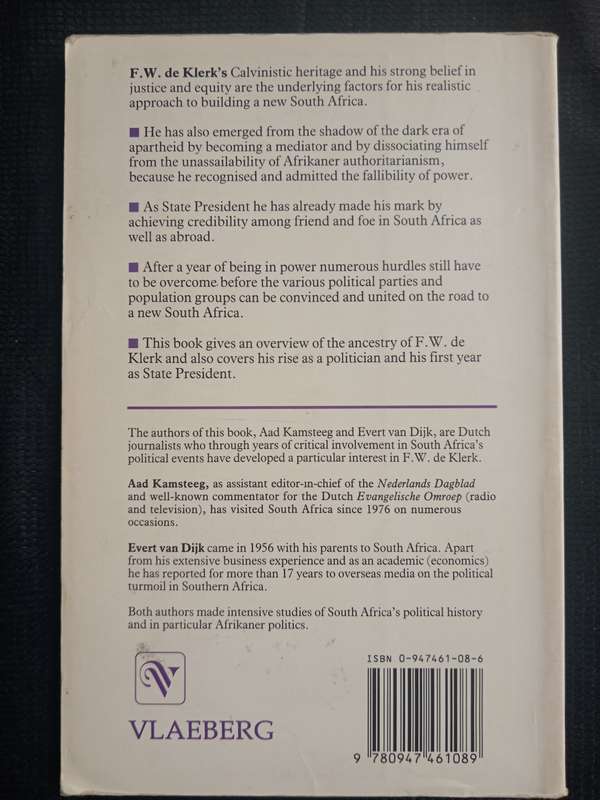 F.W. de Klerk's Calvinistic heritage and his strong belief in
justice and equity are the underlying factors for his realistic
approach to building a new South Africa.
■ He has also emerged from the shadow of the dark era of
apartheid by becoming a mediator and by dissociating himself
from the unassailability of Afrikaner authoritarianism,
because he recognised and admitted the fallibility of power.
■ As State President he has already made his mark by
achieving credibility among friend and foe in South Africa as
well as abroad.
■ After a year of being in power numerous hurdles still have
to be overcome before the various political parties and
population groups can be convinced and united on the road to
a new South Africa.
■ This book gives an overview of the ancestry of F.W. de
Klerk and also covers his rise as a politician and his first year
as State President.
The authors of this book, Aad Kamsteeg and Evert van Dijk, are Dutch
journalists who through years of critical involvement in South Africa's
political events have developed a particular interest in F.W. de Klerk.
Aad Kamsteeg, as assistant editor-in-chief of the Nederlands Dagblad
and well-known commentator for the Dutch Evangelische Omroep (radio
and television), has visited South Africa since 1976 on numerous
occasions.
Evert van Dijk came in 1956 with his parents to South Africa. Apart
from his extensive business experience and as an academic (economics)
he has reported for more than 17 years to overseas media on the political
turmoil in Southern Africa.
Both authors made intensive studies of South Africa's political history
and in particular Afrikaner politics.
V
VLAEBERG
ISBN 0-947461-08-6
9 780947 461089